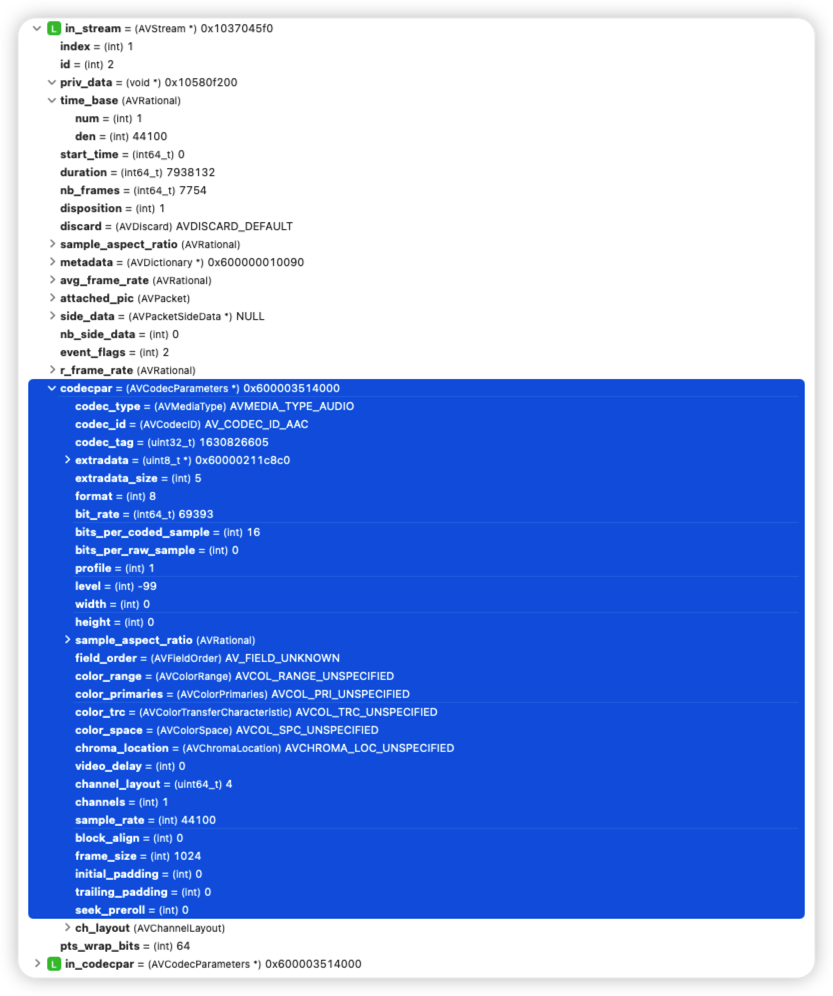 L in_stream = (AVStream *) 0x1037045f0
index = (int) 1
id = (int) 2
priv_data = (void *) 0x10580f200
time_base (AVRational)
num = (int) 1
den = (int) 44100
start_time = (int64_t) 0
duration = (int64_t) 7938132
nb_frames = (int64_t) 7754
disposition = (int) 1
discard = (AVDiscard) AVDISCARD_DEFAULT
sample_aspect_ratio (AVRational)
metadata = (AVDictionary *) 0x600000010090
avg_frame_rate (AVRational)
attached_pic (AVPacket)
side_data = (AVPacketSideData *) NULL
nb_side_data = (int) 0
event_flags = (int) 2
r_frame_rate (AVRational)
codecpar = (AVCodecParameters *) 0x600003514000
codec_type = (AVMediaType) AVMEDIA_TYPE_AUDIO
codec_id = (AVCodecID) AV_CODEC_ID_AAC
codec_tag = (uint32_t) 1630826605
extradata = (uint8_t *) 0x60000211c8c0
extradata_size = (int) 5
format = (int) 8
bit_rate = (int64_t) 69393
bits_per_coded_sample = (int) 16
bits_per_raw_sample = (int) 0
profile = (int) 1
level = (int) -99
width = (int) 0
height = (int) 0
sample_aspect_ratio (AVRational)
field_order = (AVFieldOrder) AV_FIELD_UNKNOWN
color_range = (AVColorRange) AVCOL_RANGE_UNSPECIFIED
color_primaries = (AVColorPrimaries) AVCOL_PRI_UNSPECIFIED
color_trc = (AVColorTransferCharacteristic) AVCOL_TRC_UNSPECIFIED
color_space = (AVColorSpace) AVCOL_SPC_UNSPECIFIED
chroma_location = (AVChromaLocation) AVCHROMA_LOC_UNSPECIFIED
video_delay = (int) 0
channel_layout = (uint64_t) 4
channels = (int) 1
sample_rate = (int) 44100
block_align = (int) 0
frame_size = (int) 1024
initial_padding = (int) 0
trailing_padding = (int) 0
seek_preroll = (int) 0
ch_layout (AVChannelLayout)
pts_wrap_bits = (int) 64
L in_codecpar = (AVCodecParameters *) 0x600003514000